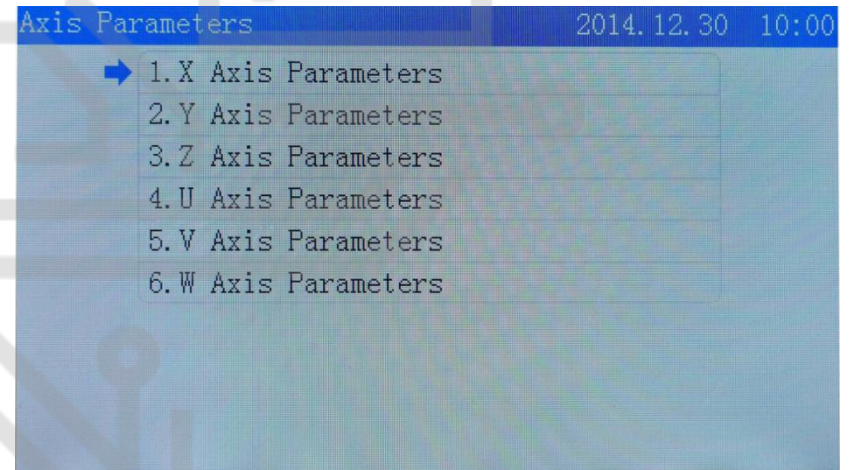 Axis Parameters 2014.12.30 10:00
1.X Axis Parameters
2.Y Axis Parameters
3.Z Axis Parameters
4.U Axis Parameters
5.V Axis Parameters
6.W Axis Parameters